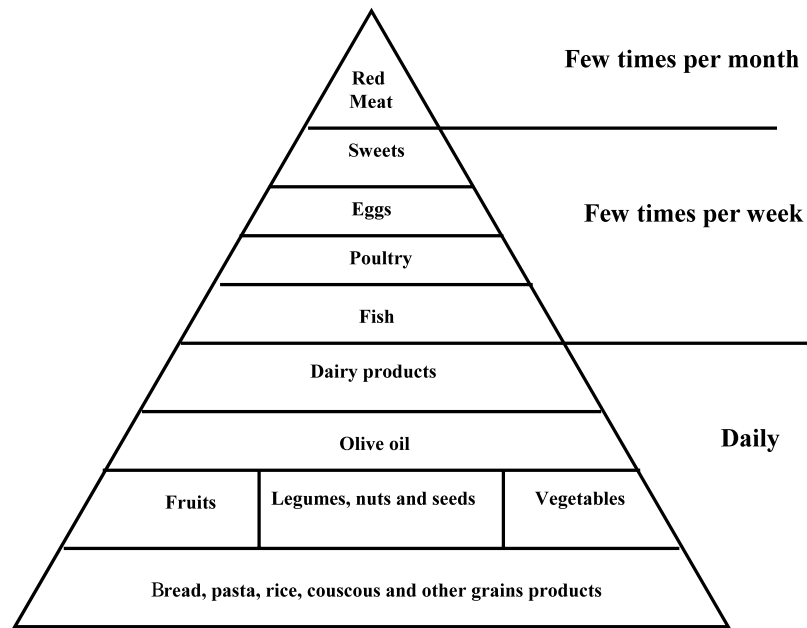 Few times per month
Red
Meat
Sweets
Few times per week
Eggs
Poultry
Fish
Dairy products
Daily
Olive oil
Fruits
Legumes, nuts and seeds
Vegetables
Bread, pasta, rice, couscous and other grains products